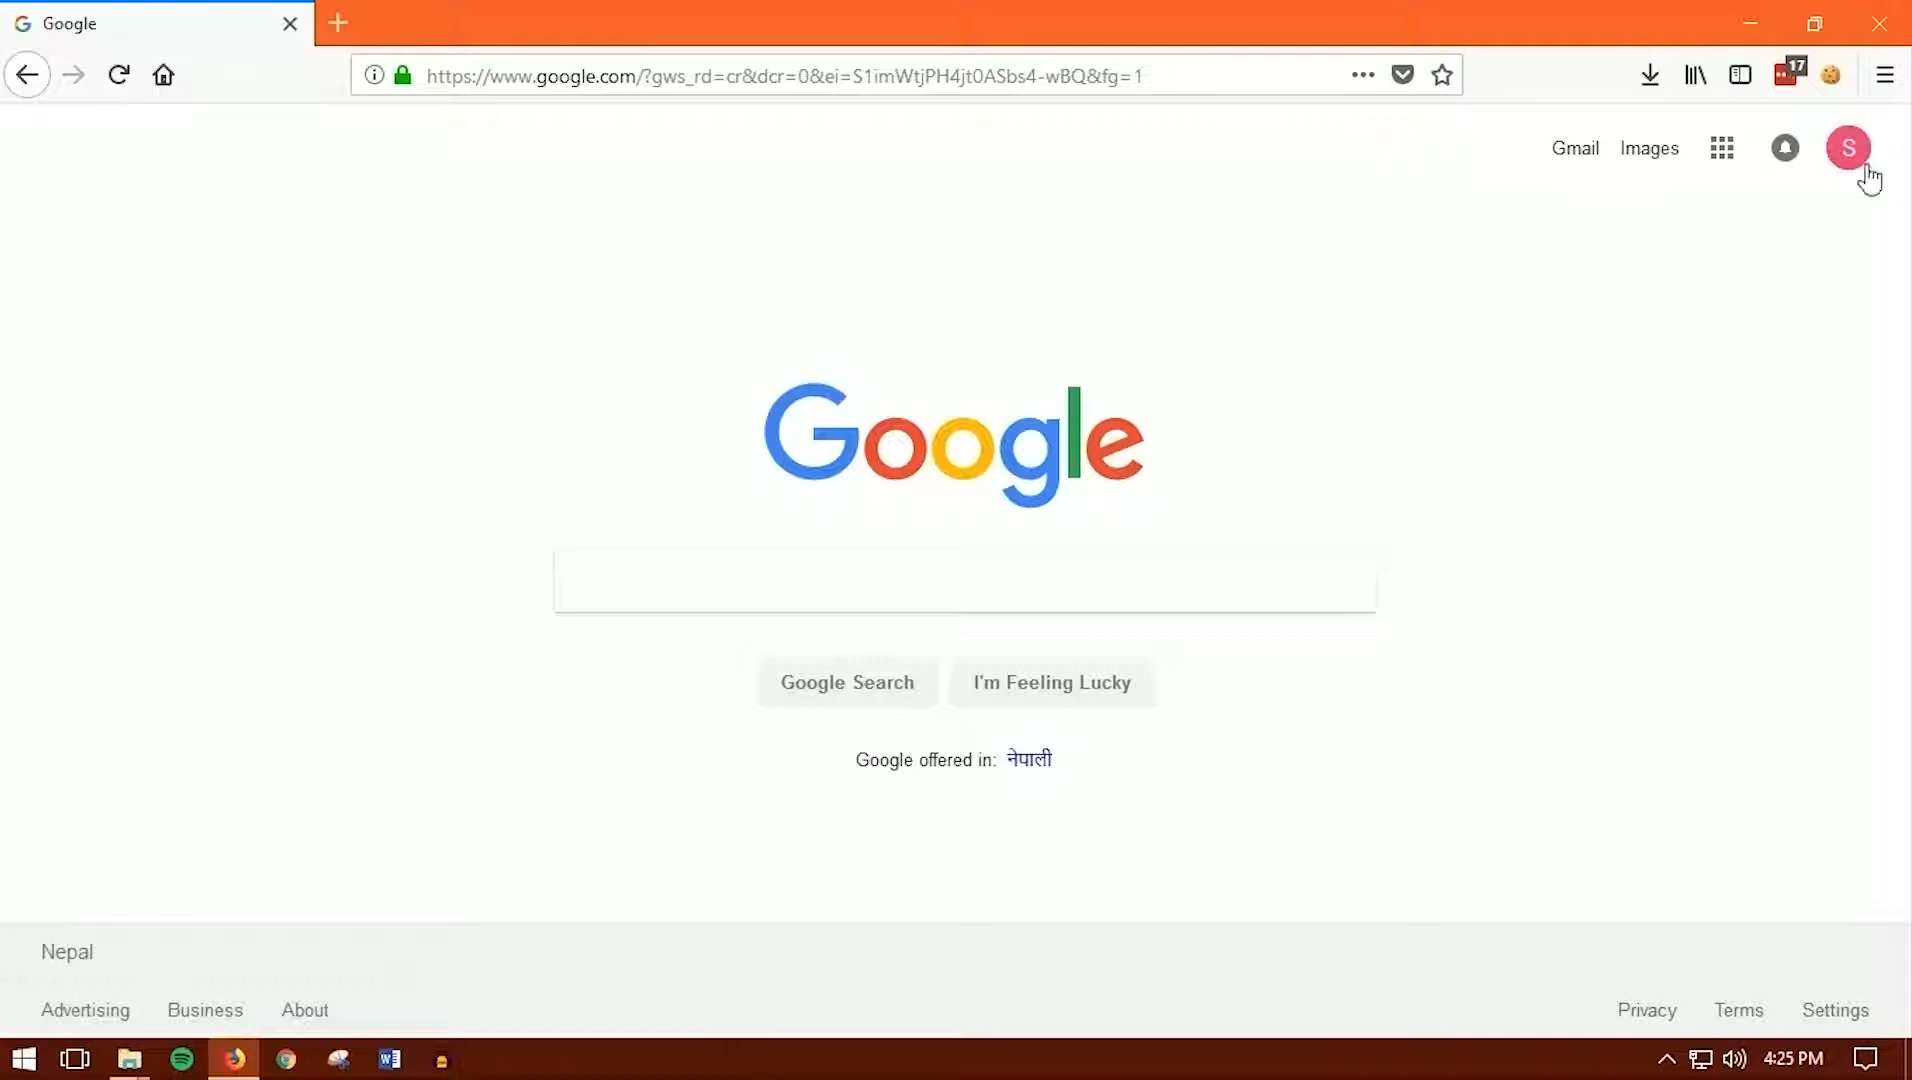 Google
https://www.google.com/?gws_rd=cr&dcr=0&ei=S1imWtjPH4jt0ASbs4-wBQ&fg=1
17
Gmail Images S
Google
Google Search I'm Feeling Lucky
Google offered in: नेपाली
Nepal
Advertising Business About Privacy Terms Settings
4:25 PM